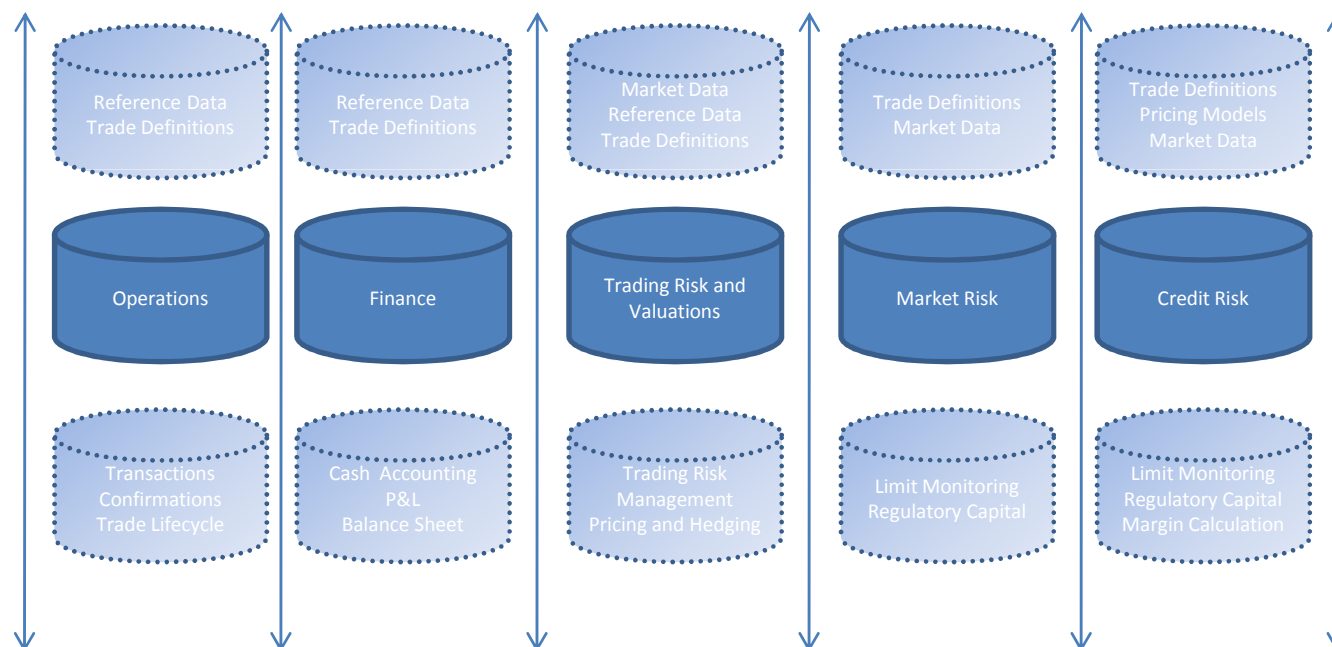 Reference Data
Trade Definitions
Reference Data
Trade Definitions
Market Data
Reference Data
Trade Definitions
Trade Definitions
Market Data
Trade Definitions
Pricing Models
Market Data
Operations
Finance
Trading Risk and
Valuations
Market Risk
Credit Risk
Transactions
Confirmations
Trade Lifecycle
Cash Accounting
P&L
Balance Sheet
Trading Risk
Management
Pricing and Hedging
Limit Monitoring
Regulatory Capital
Limit Monitoring
Regulatory Capital
Margin Calculation